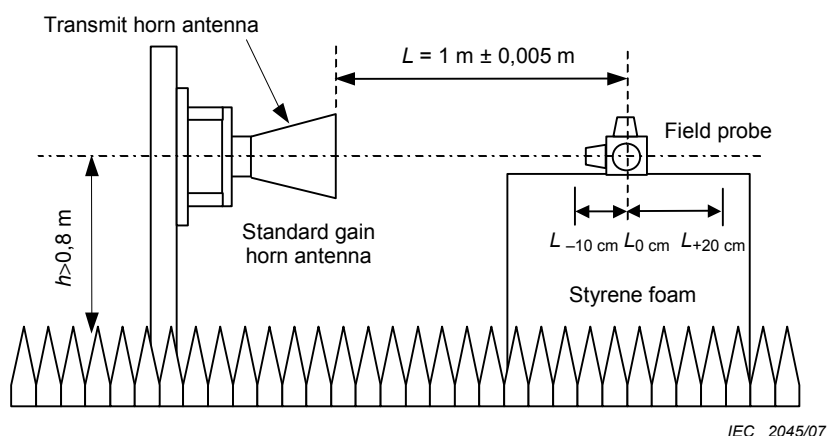 Transmit horn antenna
L = 1 m ± 0,005 m
Field probe
h>0,8 m
Standard gain
horn antenna
L –10 cm L0 cm L+20 cm
Styrene foam
IEC 2045/07